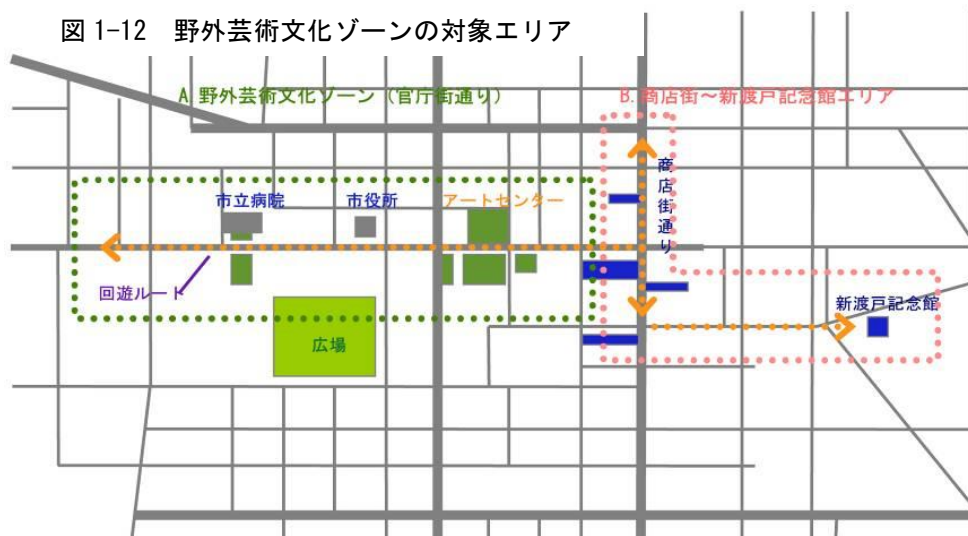 図 1-12 野外芸術文化ゾーンの対象エリア
A.野外芸術文化ゾーン（官庁街通り）
B.商店街～新渡戸記念館エリア
市立病院
市役所
アートセンター
商店街通り
回遊ルート
新渡戸記念館
広場